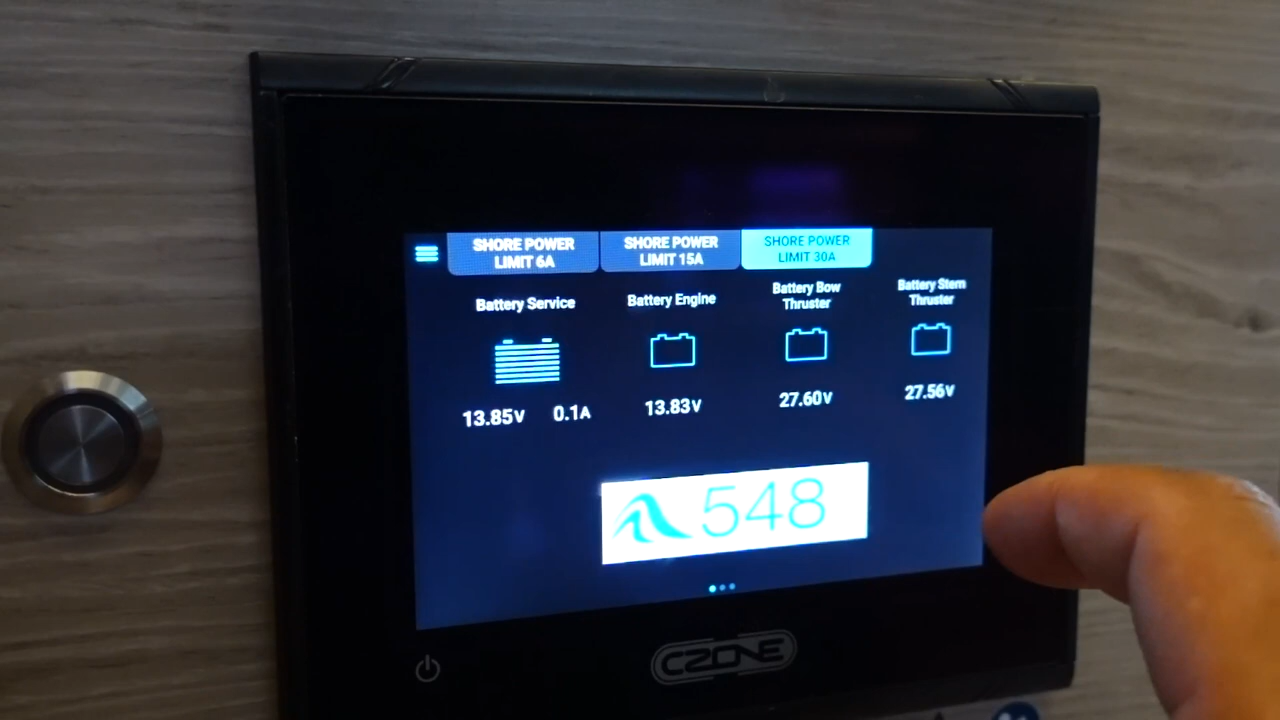 SHORE POWER
LIMIT 6A
SHORE POWER
LIMIT 15A
SHORE POWER
LIMIT 30A
Battery Service
Battery Engine
Battery Bow
Thruster
Battery Stern
Thruster
13.85V 0.1A
13.83V
27.60V
27.56V
548
CZONE